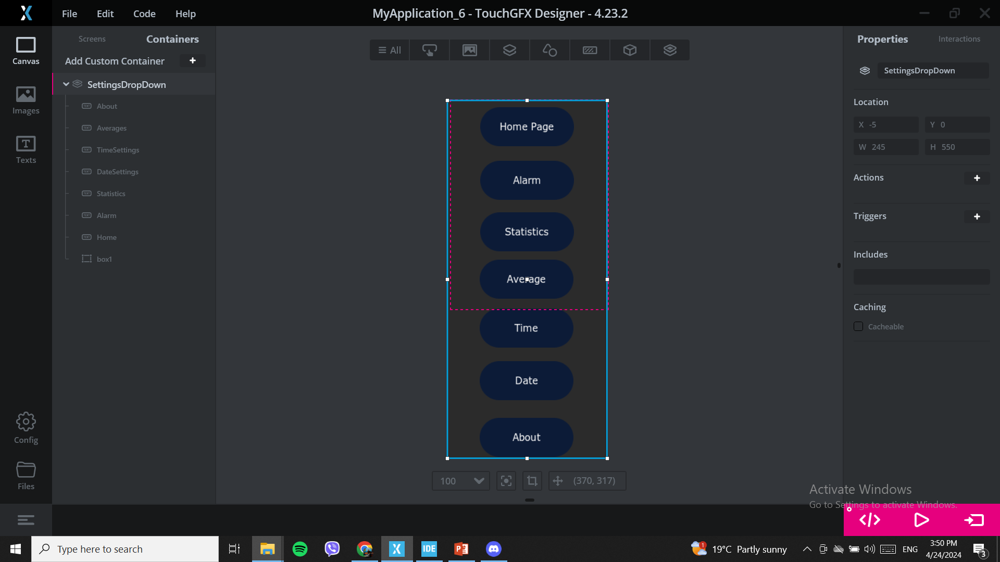 File Edit Code Help MyApplication_6 - TouchGFX Designer - 4.23.2
Canvas
Images
Texts
Config
Files
Screens Containers
Add Custom Container +
SettingsDropDown
About
Averages
TimeSettings
DateSettings
Statistics
Alarm
Home
box1
All
Home Page
Alarm
Statistics
Average
Time
Date
About
100 (370, 317)
Properties Interactions
SettingsDropDown
Location
X -5 Y 0
W 245 H 550
Actions +
Triggers +
Includes
Caching
Cacheable
Activate Windows
Go to Settings to activate Windows.
Type here to search
IDE
19°C Partly sunny
ENG
3:50 PM
4/24/2024
3